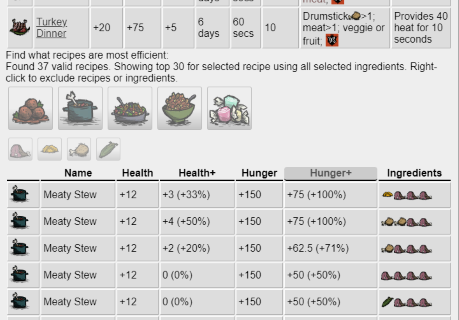 meat;
days secs
Turkey Dinner +20 +75 +5 6 days 60 secs 10 Drumstick >1; meat>1; veggie or fruit; Provides 40 heat for 10 seconds
Find what recipes are most efficient:
Found 37 valid recipes. Showing top 30 for selected recipe using all selected ingredients. Right-
click to exclude recipes or ingredients.
Name Health Health+ Hunger Hunger+ Ingredients
Meaty Stew +12 +3 (+33%) +150 +75 (+100%)
Meaty Stew +12 +4 (+50%) +150 +75 (+100%)
Meaty Stew +12 +2 (+20%) +150 +62.5 (+71%)
Meaty Stew +12 0 (0%) +150 +50 (+50%)
Meaty Stew +12 0 (0%) +150 +50 (+50%)